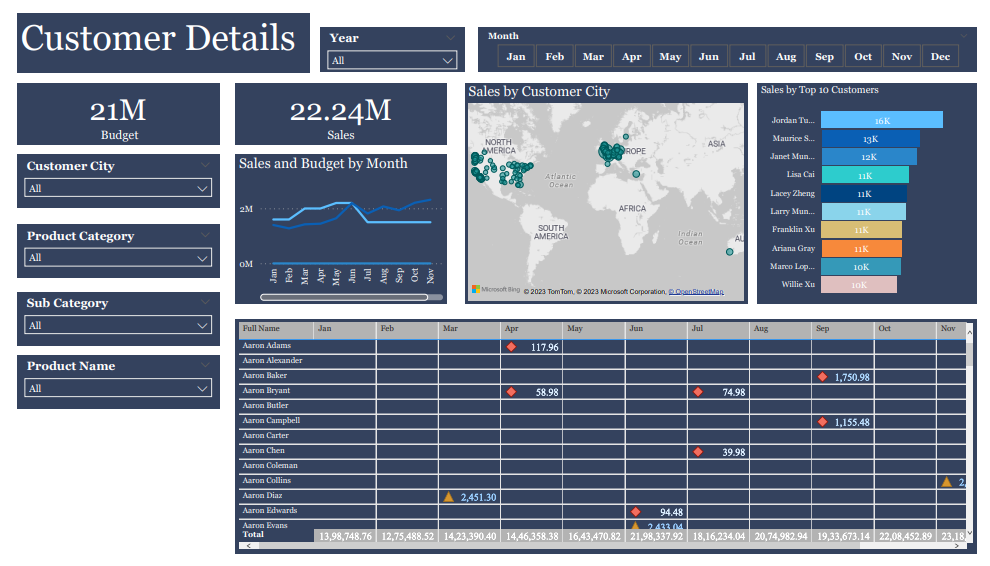 Customer Details
Year
All
Month
Jan Feb Mar Apr May Jun Jul Aug Sep Oct Nov Dec
21M
Budget
22.24M
Sales
Customer City
All
Product Category
All
Sub Category
All
Product Name
All
Sales and Budget by Month
2M
0M
Jan Feb Mar Apr May Jun Jul Aug Sep Oct Nov
Sales by Customer City
NORTH AMERICA
ASIA
Atlantic Ocean
AFRICA
SOUTH AMERICA
Indian Ocean
AU
Microsoft Bing © 2023 TomTom, © 2023 Microsoft Corporation, © OpenStreetMap
Sales by Top 10 Customers
Jordan Tu... 16K
Maurice S... 13K
Janet Mun... 12K
Lisa Cai 11K
Lacey Zheng 11K
Larry Mun... 11K
Franklin Xu 11K
Ariana Gray 11K
Marco Lop... 10K
Willie Xu 10K
Full Name Jan Feb Mar Apr May Jun Jul Aug Sep Oct Nov
Aaron Adams 117.96
Aaron Alexander
Aaron Baker 1,750.98
Aaron Bryant 58.98 74.98
Aaron Butler
Aaron Campbell 1,155.48
Aaron Carter
Aaron Chen 39.98
Aaron Coleman
Aaron Collins 2,
Aaron Diaz 2,451.30
Aaron Edwards 94.48
Aaron Evans 2,433.04
Total 13,98,748.76 12,75,488.52 14,23,390.40 14,46,358.38 16,43,470.82 21,98,337.92 18,16,234.04 20,74,982.94 19,33,673.14 22,08,452.89 23,18,